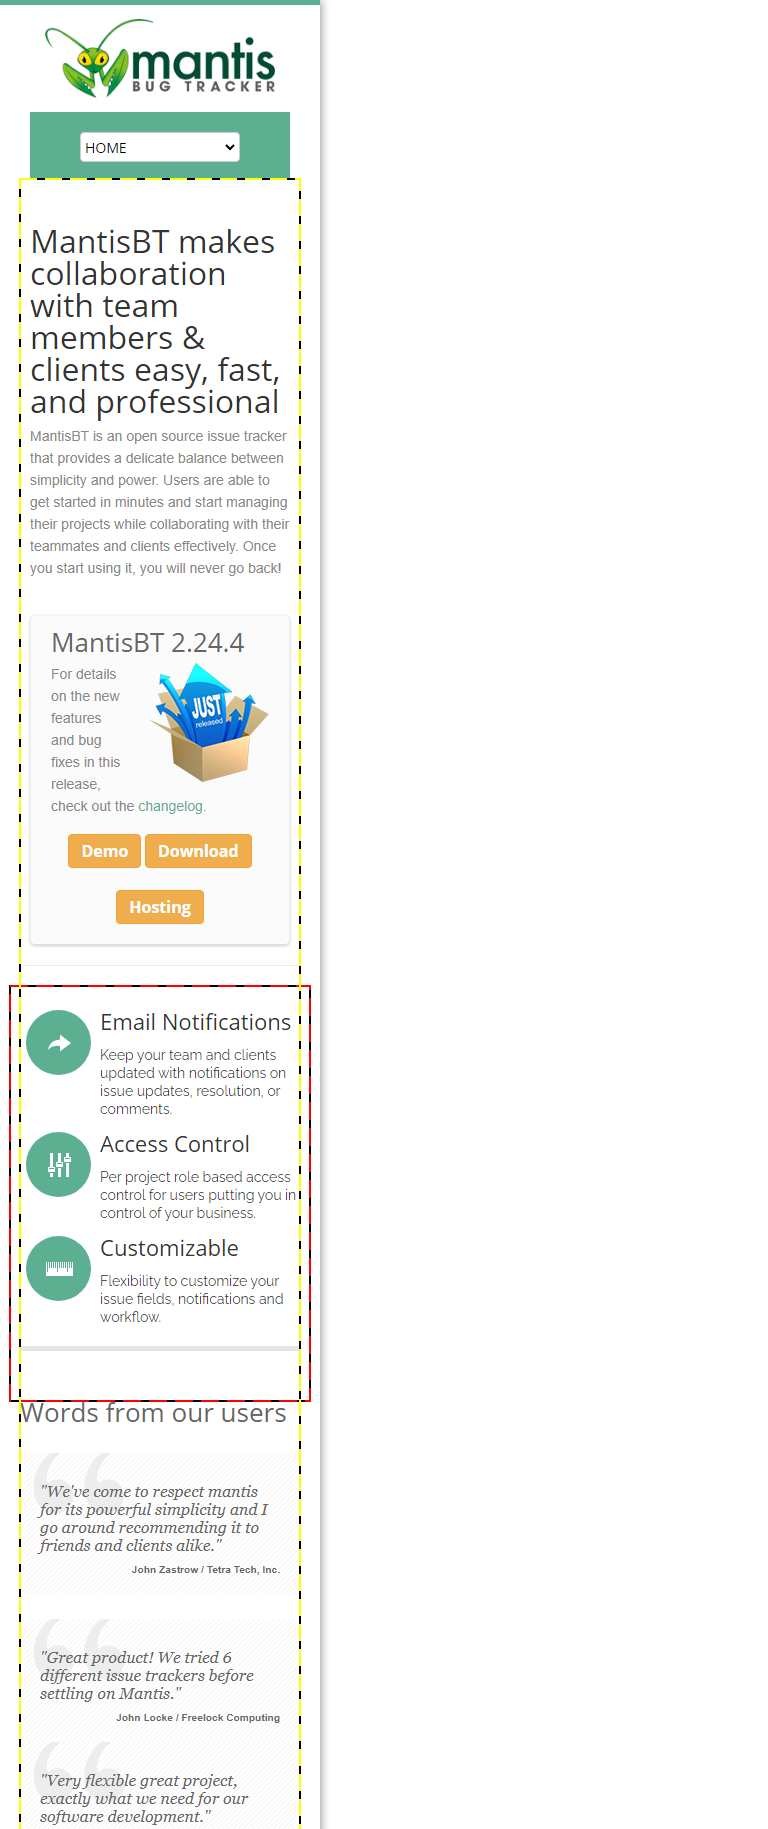 mantis
BUG TRACKER
HOME
MantisBT makes
collaboration
with team
members &
clients easy, fast,
and professional
MantisBT is an open source issue tracker
that provides a delicate balance between
simplicity and power. Users are able to
get started in minutes and start managing
their projects while collaborating with their
teammates and clients effectively. Once
you start using it, you will never go back!
MantisBT 2.24.4
For details
on the new
features
and bug
fixes in this
release,
check out the changelog.
JUST
released
Demo Download
Hosting
Email Notifications
Keep your team and clients
updated with notifications on
issue updates, resolution, or
comments.
Access Control
Per project role based access
control for users putting you in
control of your business.
Customizable
Flexibility to customize your
issue fields, notifications and
workflow.
Words from our users
"We've come to respect mantis
for its powerful simplicity and I
go around recommending it to
friends and clients alike."
John Zastrow / Tetra Tech, Inc.
"Great product! We tried 6
different issue trackers before
settling on Mantis."
John Locke / Freelock Computing
"Very flexible great project,
exactly what we need for our
software development."